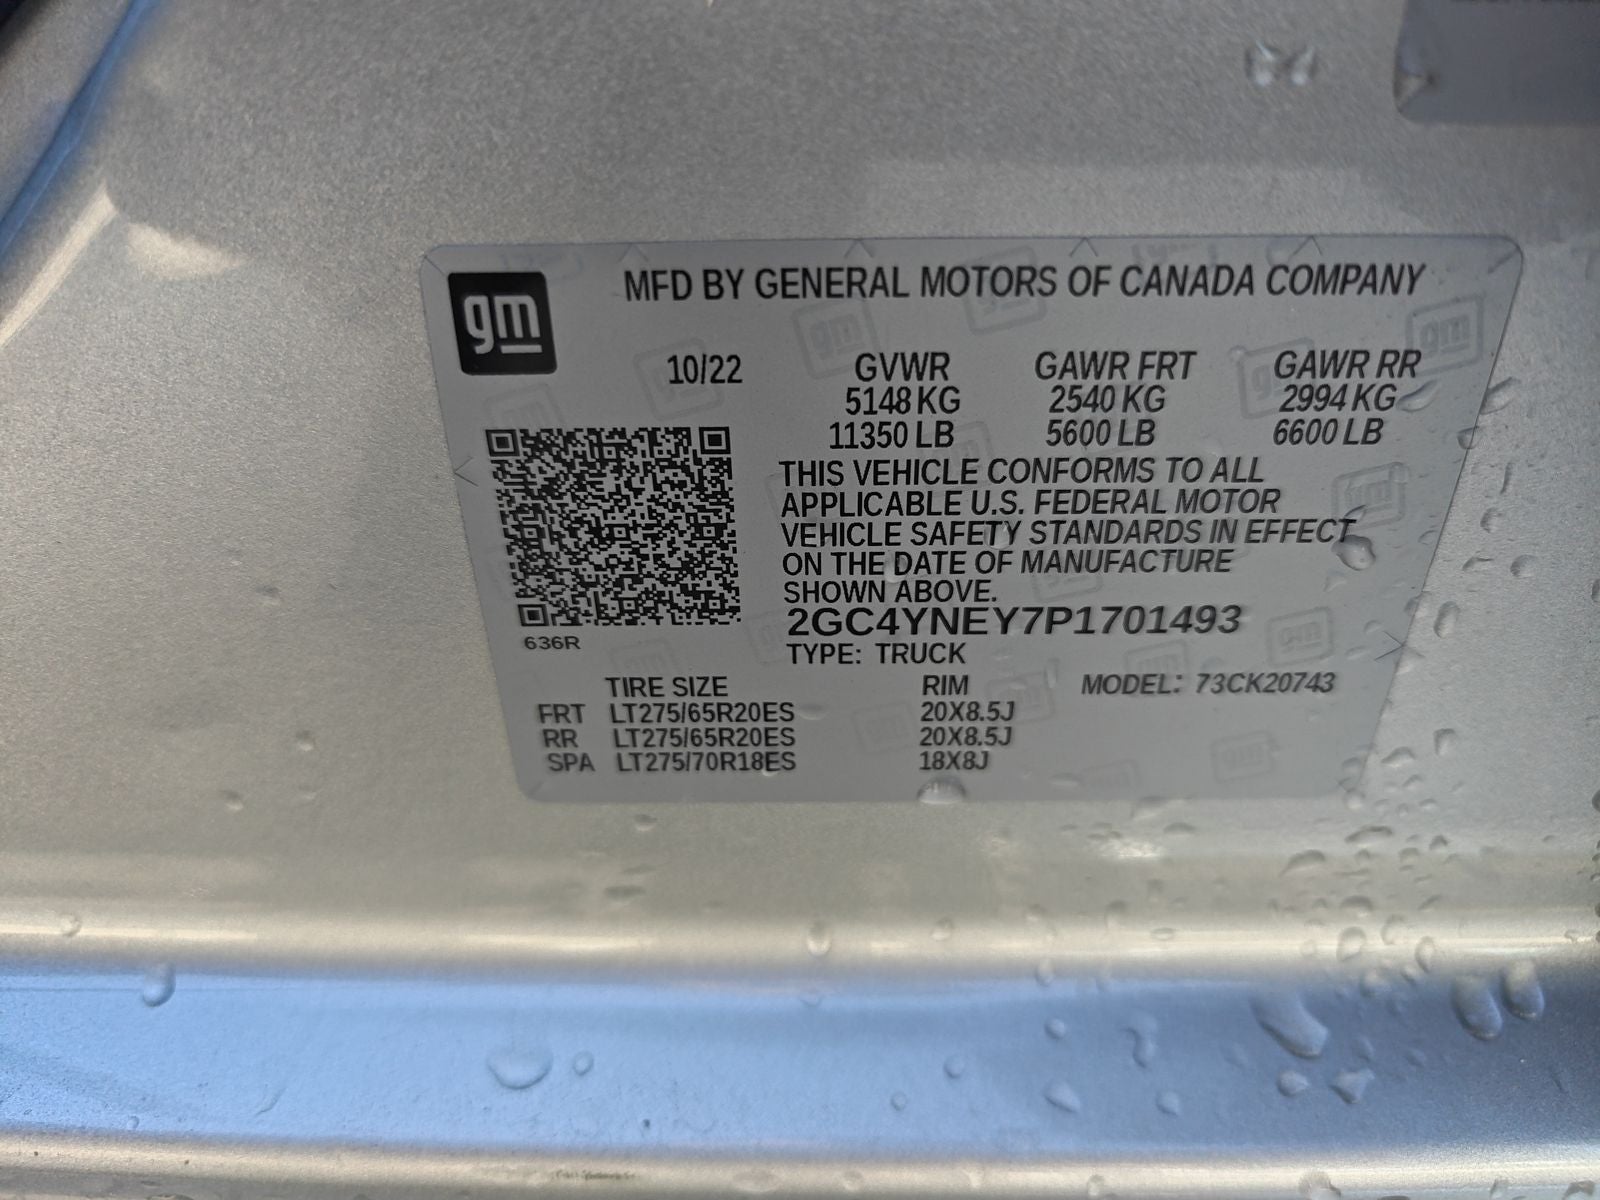 gm
MFD BY GENERAL MOTORS OF CANADA COMPANY
10/22 GVWR GAWR FRT GAWR RR
5148 KG 2540 KG 2994 KG
11350 LB 5600 LB 6600 LB
THIS VEHICLE CONFORMS TO ALL
APPLICABLE U.S. FEDERAL MOTOR
VEHICLE SAFETY STANDARDS IN EFFECT
ON THE DATE OF MANUFACTURE
SHOWN ABOVE.
2GC4YNEY7P1701493
636R
TYPE: TRUCK
TIRE SIZE RIM MODEL: 73CK20743
FRT LT275/65R20ES 20X8.5J
RR LT275/65R20ES 20X8.5J
SPA LT275/70R18ES 18X8J